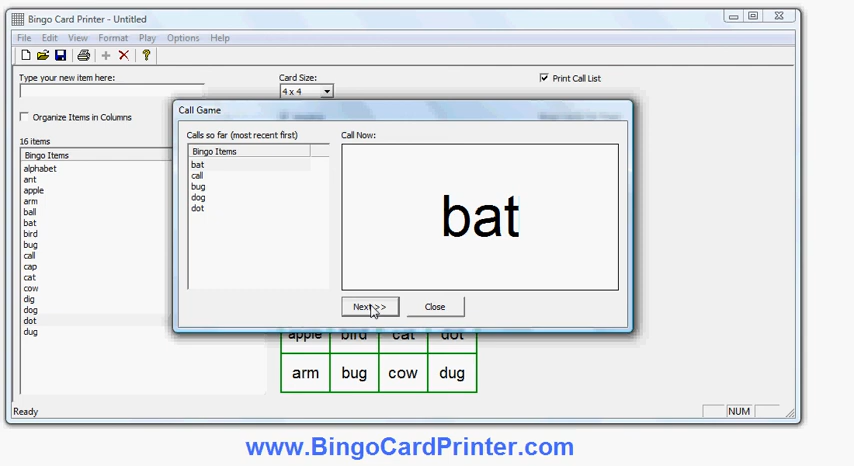 Bingo Card Printer - Untitled
File Edit View Format Play Options Help
Type your new item here:
Card Size:
4 x 4
Print Call List
Organize Items in Columns
16 items
Bingo Items
alphabet
ant
apple
arm
ball
bat
bird
bug
call
cap
cat
cow
dig
dog
dot
dug
Call Game
Calls so far (most recent first)
Bingo Items
bat
call
bug
dog
dot
Call Now:
bat
Next >>
Close
apple bird cat dot
arm bug cow dug
Ready
NUM
www.BingoCardPrinter.com